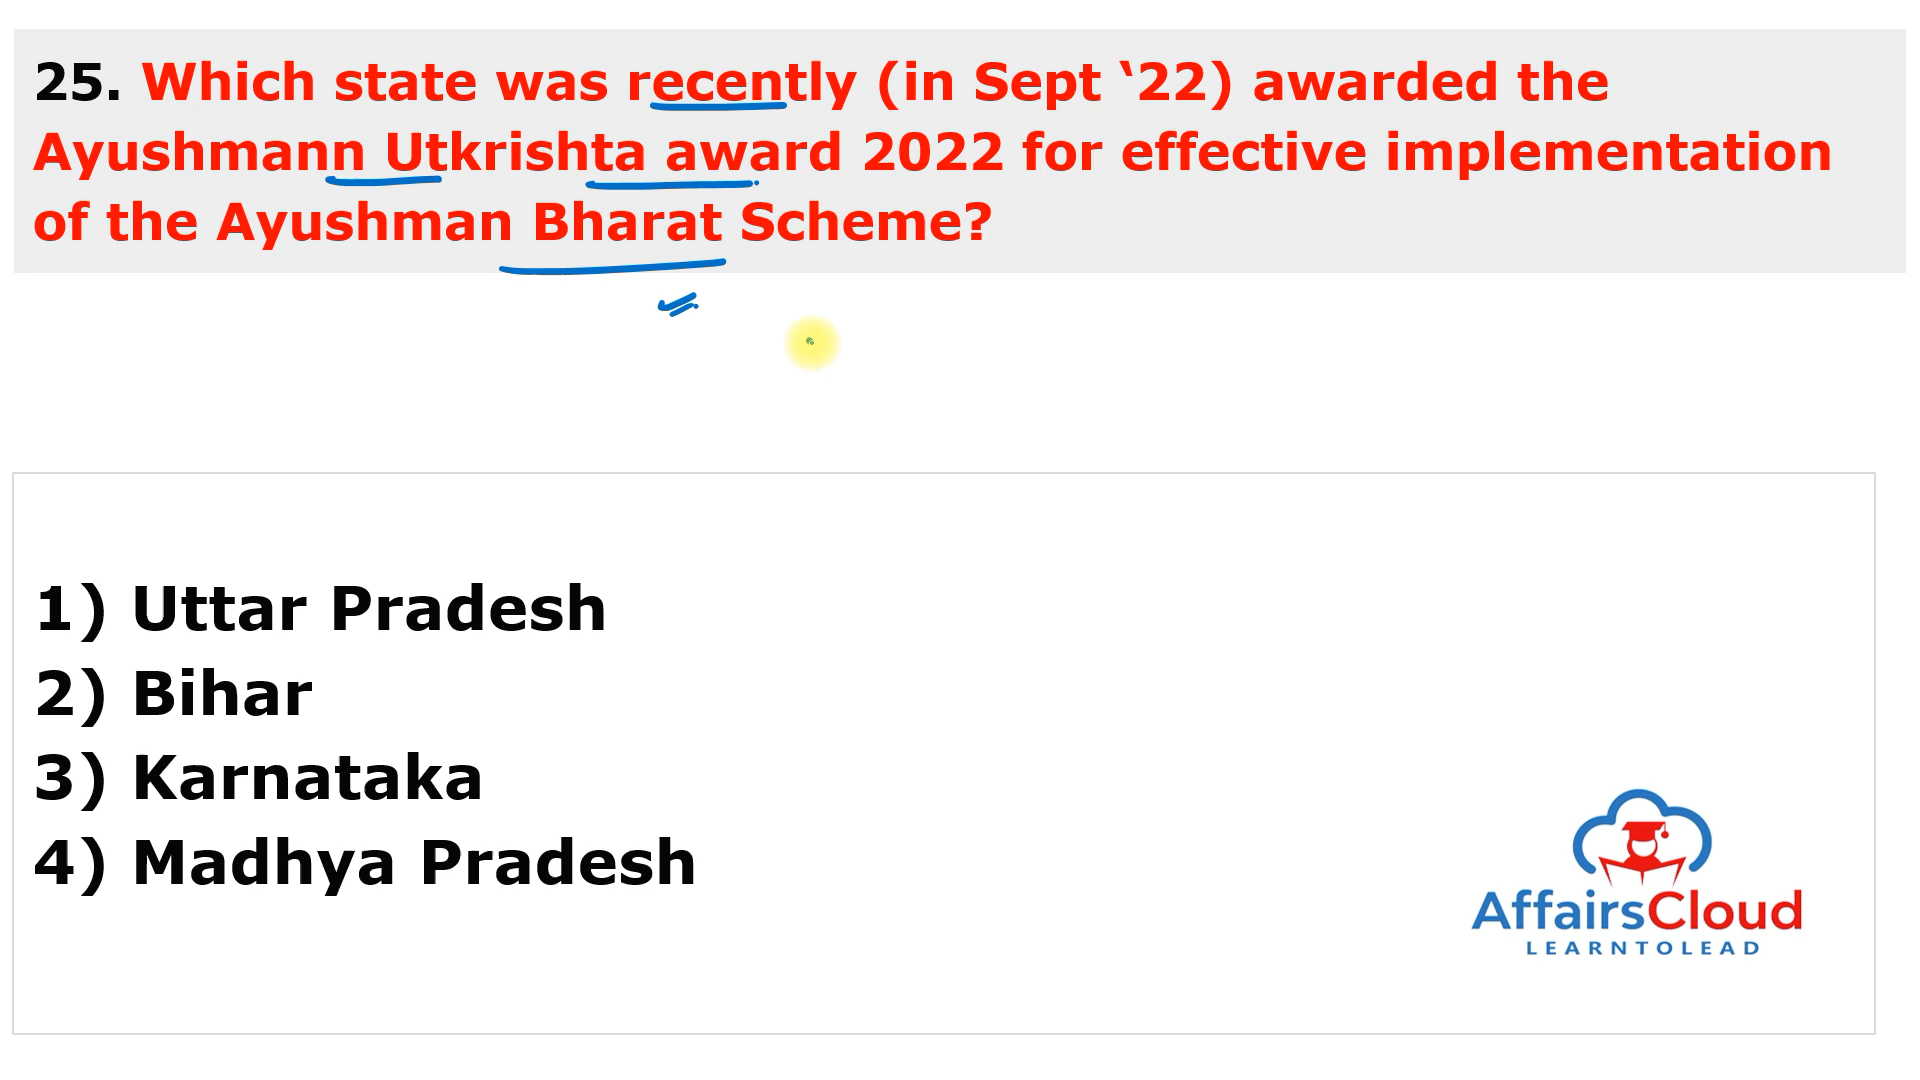 25. Which state was recently (in Sept ‘22) awarded the
Ayushmann Utkrishta award 2022 for effective implementation
of the Ayushman Bharat Scheme?
1) Uttar Pradesh
2) Bihar
3) Karnataka
4) Madhya Pradesh
AffairsCloud
LEARNTOLEAD